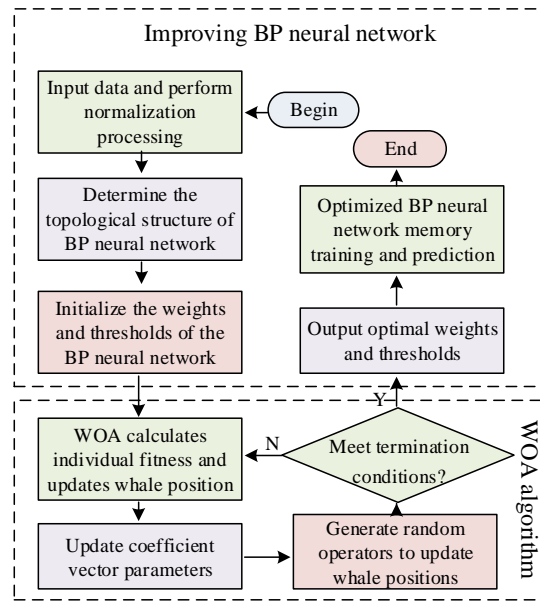 Improving BP neural network
Input data and perform
normalization
processing
Begin
End
Determine the
topological structure of
BP neural network
Optimized BP neural
network memory
training and prediction
Initialize the weights
and thresholds of the
BP neural network
Output optimal weights
and thresholds
Y
WOA calculates
individual fitness and
updates whale position
N
Meet termination
conditions?
WOA algorithm
Update coefficient
vector parameters
Generate random
operators to update
whale positions